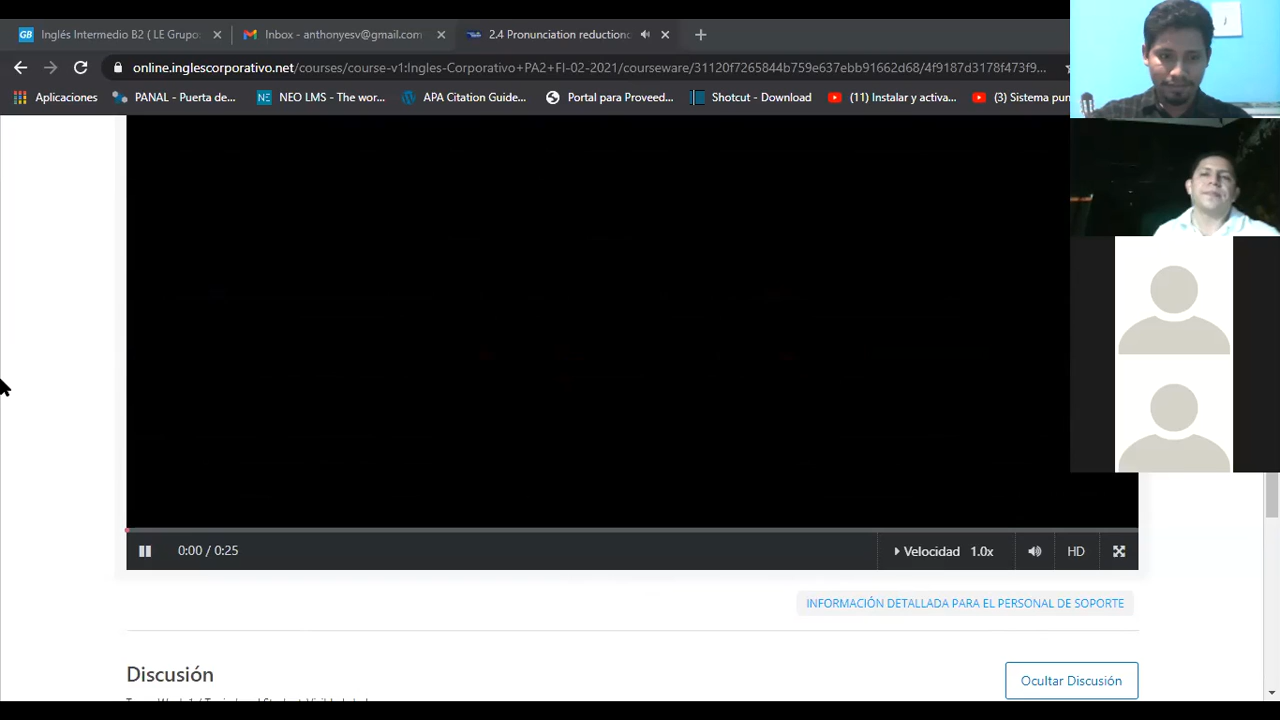 Inglés Intermedio B2 ( LE Grupo
Inbox - anthonyesv@gmail.com
2.4 Pronunciation reduction
online.inglescorporativo.net/courses/course-v1:Ingles-Corporativo+PA2+FI-02-2021/courseware/31120f7265844b759e637ebb91662d68/4f9187d3178f473f9...
Aplicaciones
PANAL - Puerta de...
NEO LMS - The wor...
APA Citation Guide...
Portal para Proveed...
Shotcut - Download
(11) Instalar y activa...
(3) Sistema pun
0:00 / 0:25
Velocidad 1.0x
HD
INFORMACIÓN DETALLADA PARA EL PERSONAL DE SOPORTE
Discusión
Ocultar Discusión